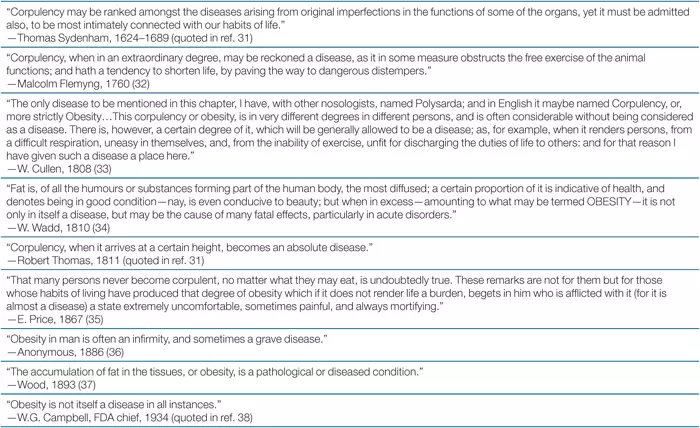 “Corpulency may be ranked amongst the diseases arising from original imperfections in the functions of some of the organs, yet it must be admitted
also, to be most intimately connected with our habits of life.”
—Thomas Sydenham, 1624–1689 (quoted in ref. 31)
“Corpulency, when in an extraordinary degree, may be reckoned a disease, as it in some measure obstructs the free exercise of the animal
functions; and hath a tendency to shorten life, by paving the way to dangerous distempers.”
—Malcolm Flemyng, 1760 (32)
“The only disease to be mentioned in this chapter, I have, with other nosologists, named Polysarda; and in English it maybe named Corpulency, or,
more strictly Obesity…This corpulency or obesity, is in very different degrees in different persons, and is often considerable without being considered
as a disease. There is, however, a certain degree of it, which will be generally allowed to be a disease; as, for example, when it renders persons, from
a difficult respiration, uneasy in themselves, and, from the inability of exercise, unfit for discharging the duties of life to others: and for that reason I
have given such a disease a place here.”
—W. Cullen, 1808 (33)
“Fat is, of all the humours or substances forming part of the human body, the most diffused; a certain proportion of it is indicative of health, and
denotes being in good condition—nay, is even conducive to beauty; but when in excess—amounting to what may be termed OBESITY—it is not
only in itself a disease, but may be the cause of many fatal effects, particularly in acute disorders.”
—W. Wadd, 1810 (34)
“Corpulency, when it arrives at a certain height, becomes an absolute disease.”
—Robert Thomas, 1811 (quoted in ref. 31)
“That many persons never become corpulent, no matter what they may eat, is undoubtedly true. These remarks are not for them but for those
whose habits of living have produced that degree of obesity which if it does not render life a burden, begets in him who is afflicted with it (for it is
almost a disease) a state extremely uncomfortable, sometimes painful, and always mortifying.”
—E. Price, 1867 (35)
“Obesity in man is often an infirmity, and sometimes a grave disease.”
—Anonymous, 1886 (36)
“The accumulation of fat in the tissues, or obesity, is a pathological or diseased condition.”
—Wood, 1893 (37)
“Obesity is not itself a disease in all instances.”
—W.G. Campbell, FDA chief, 1934 (quoted in ref. 38)